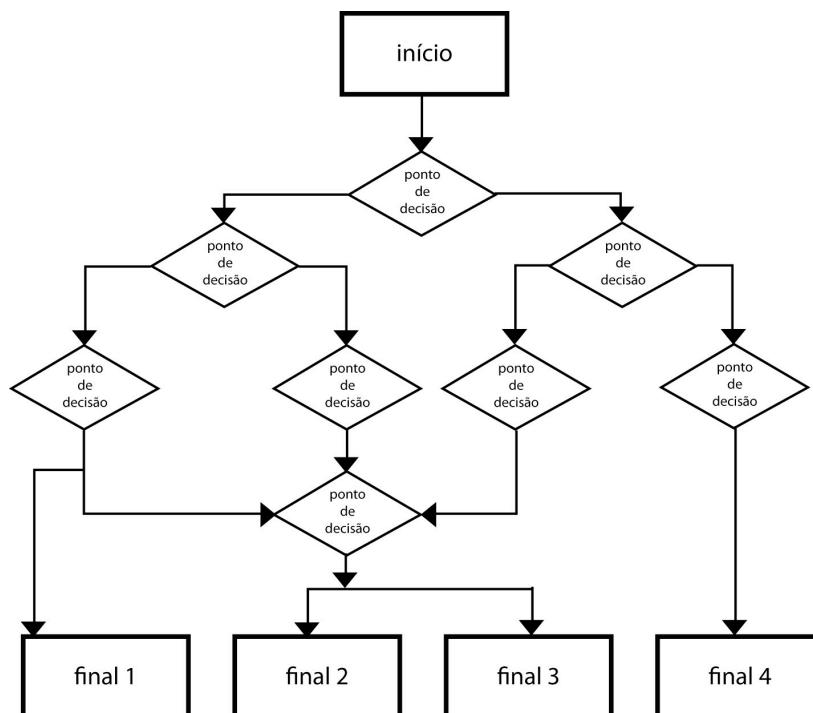 início
ponto
de
decisão
ponto
de
decisão
ponto
de
decisão
ponto
de
decisão
ponto
de
decisão
ponto
de
decisão
ponto
de
decisão
ponto
de
decisão
final 1
final 2
final 3
final 4